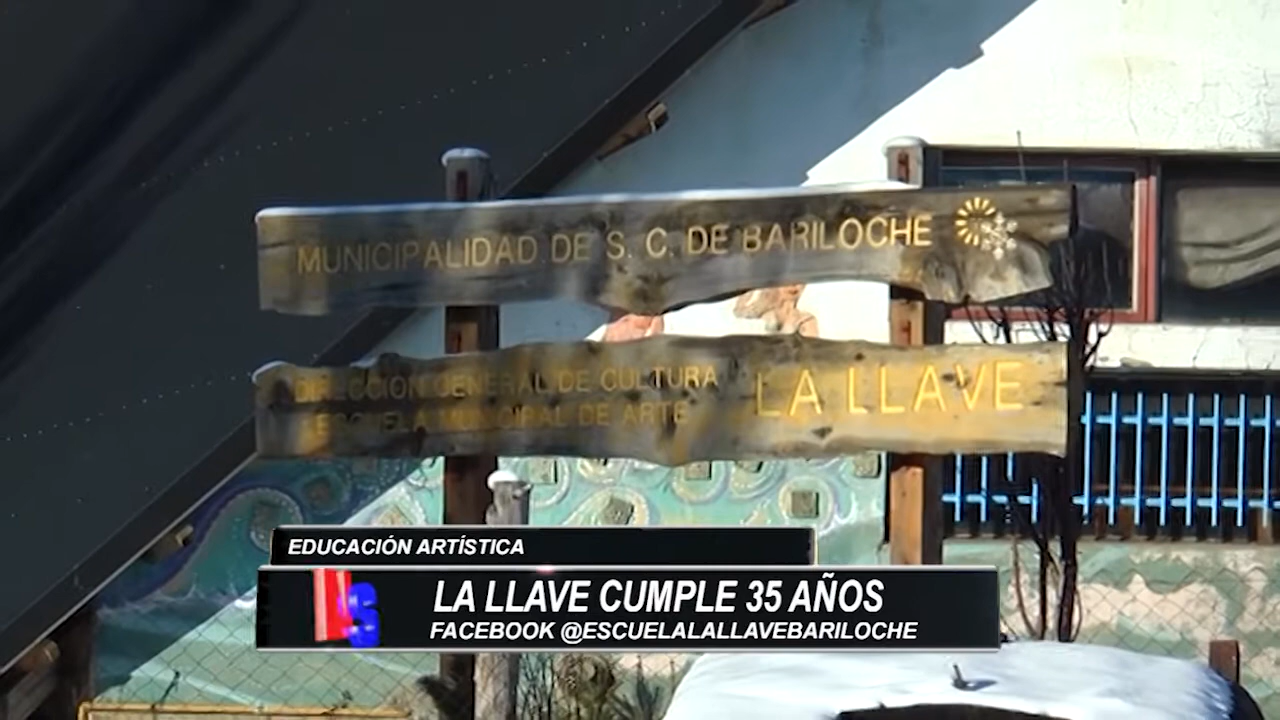 MUNICIPALIDAD DE S. C. DE BARILOCHE
DIRECCION GENERAL DE CULTURA
ESCUELA MUNICIPAL DE ARTE
LA LLAVE
EDUCACIÓN ARTÍSTICA
LS
LA LLAVE CUMPLE 35 AÑOS
FACEBOOK @ESCUELALALLAVEBARILOCHE